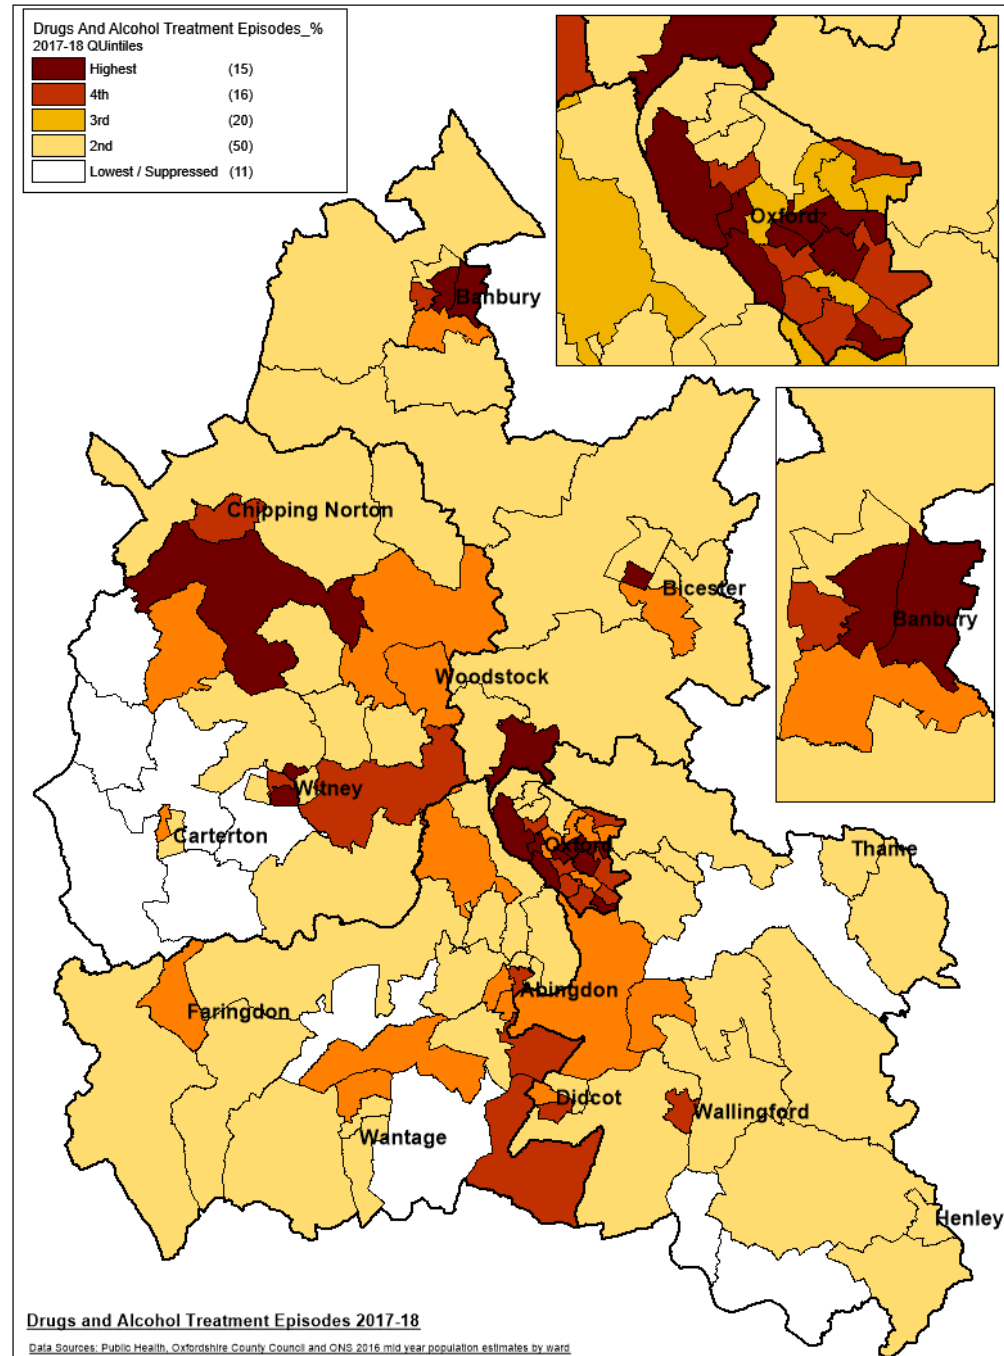 Drugs And Alcohol Treatment Episodes_%
2017-18 QUintiles
Highest (15)
4th (16)
3rd (20)
2nd (50)
Lowest / Suppressed (11)
Oxford
Banbury
Banbury
Chipping Norton
Bicester
Woodstock
Witney
Carterton
Oxford
Thame
Abingdon
Faringdon
Didcot
Wallingford
Wantage
Henley
Drugs and Alcohol Treatment Episodes 2017-18
Data Sources: Public Health, Oxfordshire County Council and ONS 2016 mid year population estimates by ward